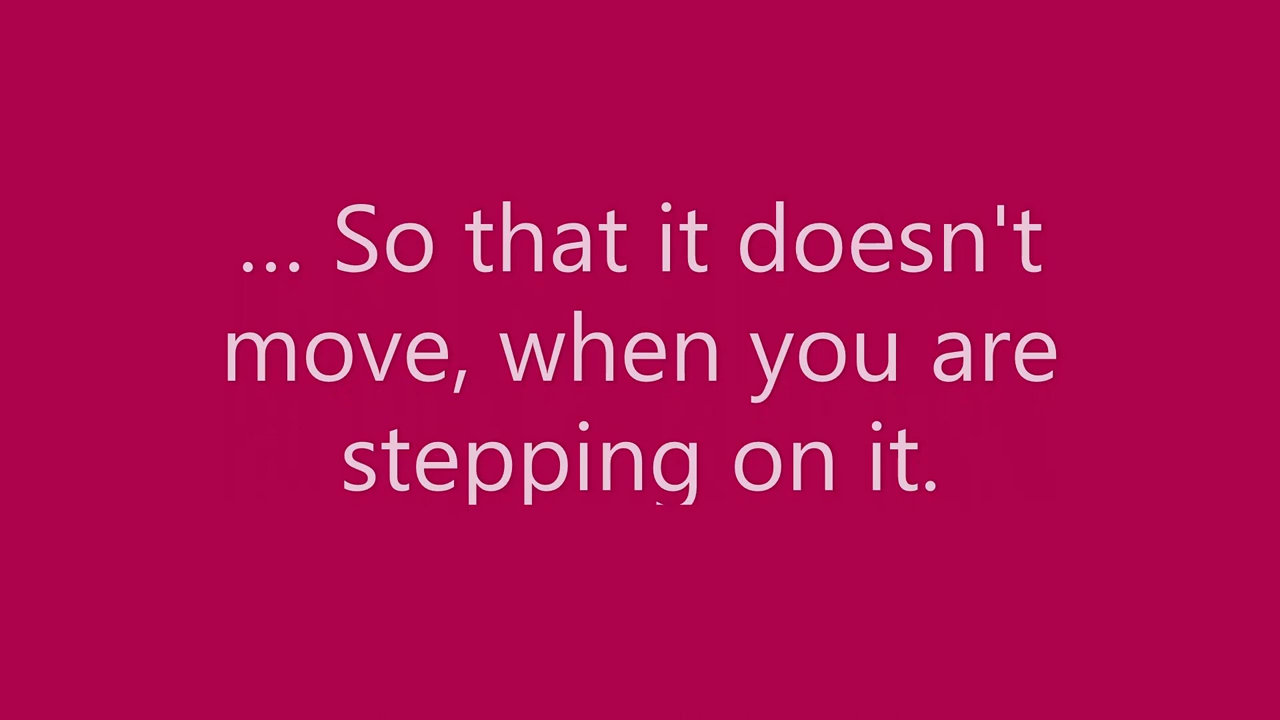 ... So that it doesn't
move, when you are
stepping on it.